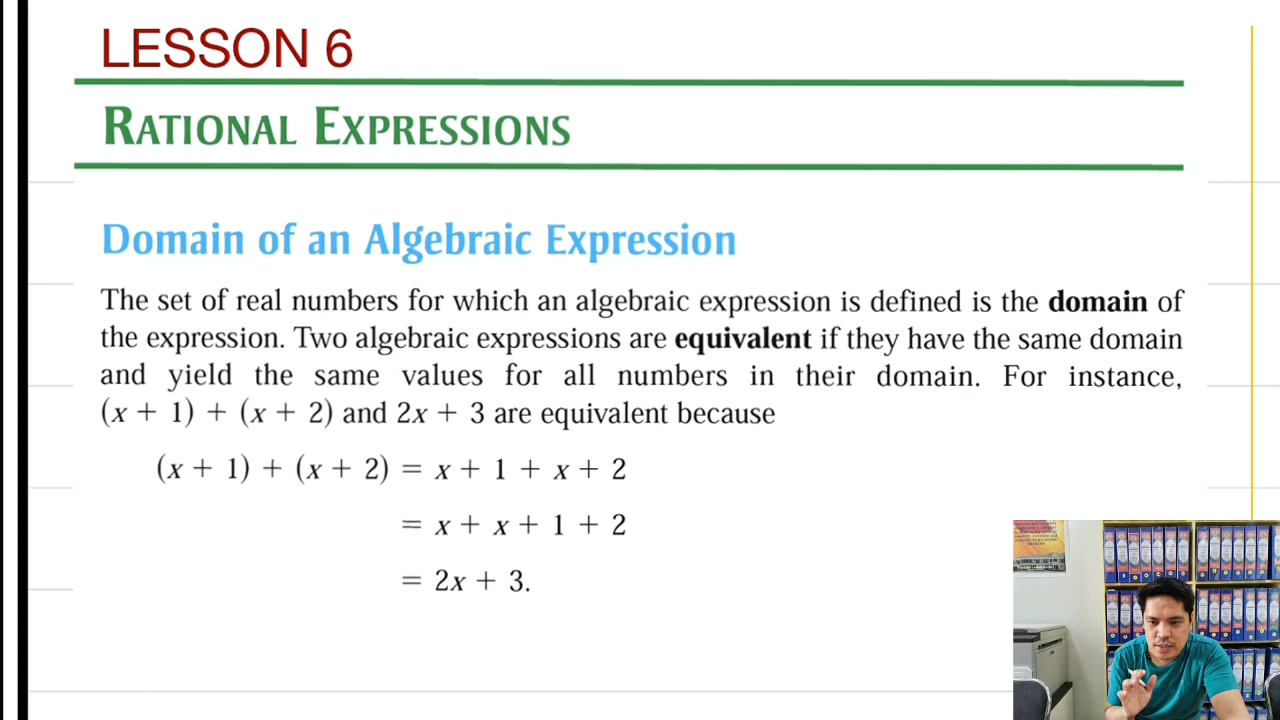 LESSON 6
RATIONAL EXPRESSIONS
Domain of an Algebraic Expression
The set of real numbers for which an algebraic expression is defined is the domain of
the expression. Two algebraic expressions are equivalent if they have the same domain
and yield the same values for all numbers in their domain. For instance,
(x + 1) + (x + 2) and 2x + 3 are equivalent because
(x + 1) + (x + 2) = x + 1 + x + 2
= x + x + 1 + 2
= 2x + 3.